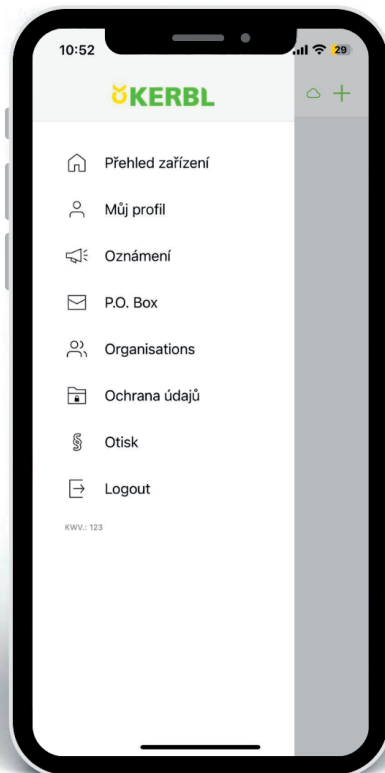 10:52
29
KERBL
Přehled zařízení
Můj profil
Oznámení
P.O. Box
Organisations
Ochrana údajů
Otisk
Logout
KWV.: 123